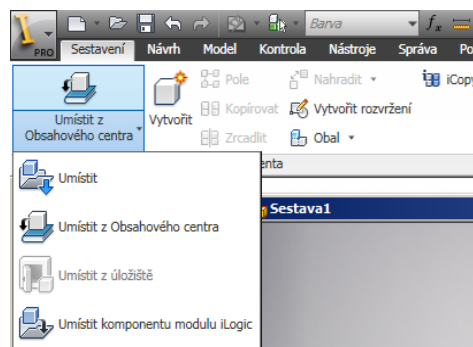 PRO
Barva
fx
Sestavení Návrh Model Kontrola Nástroje Správa
Umístit z
Obsahového centra
Vytvořit
Pole
Kopírovat
Zrcadlit
Nahradit
Vytvořit rozvržení
Obal
Umístit
Umístit z Obsahového centra
Umístit z úložiště
Umístit komponentu modulu iLogic
Sestava1